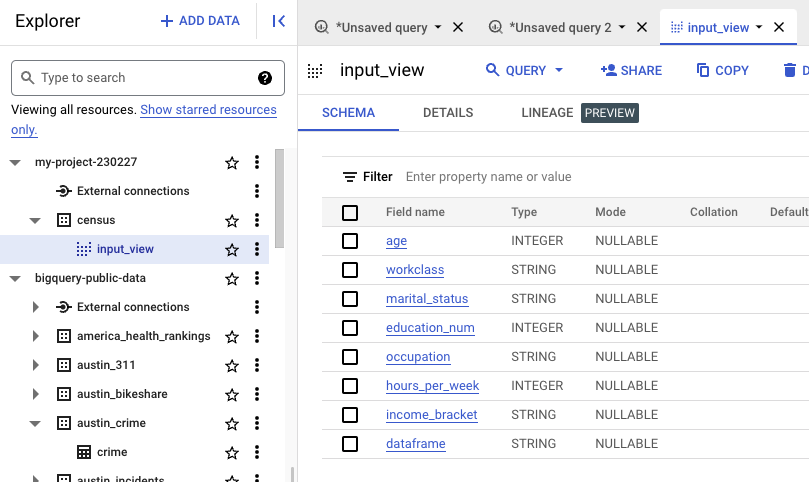 Explorer
+ ADD DATA
Type to search
Viewing all resources. Show starred resources
only.
my-project-230227
External connections
census
input_view
bigquery-public-data
External connections
america_health_rankings
austin_311
austin_bikeshare
austin_crime
crime
austin_incidents
*Unsaved query
*Unsaved query 2
input_view
input_view
QUERY
SHARE
COPY
D
SCHEMA DETAILS LINEAGE PREVIEW
Filter Enter property name or value
Field name Type Mode Collation Default
age INTEGER NULLABLE
workclass STRING NULLABLE
marital_status STRING NULLABLE
education_num INTEGER NULLABLE
occupation STRING NULLABLE
hours_per_week INTEGER NULLABLE
income_bracket STRING NULLABLE
dataframe STRING NULLABLE